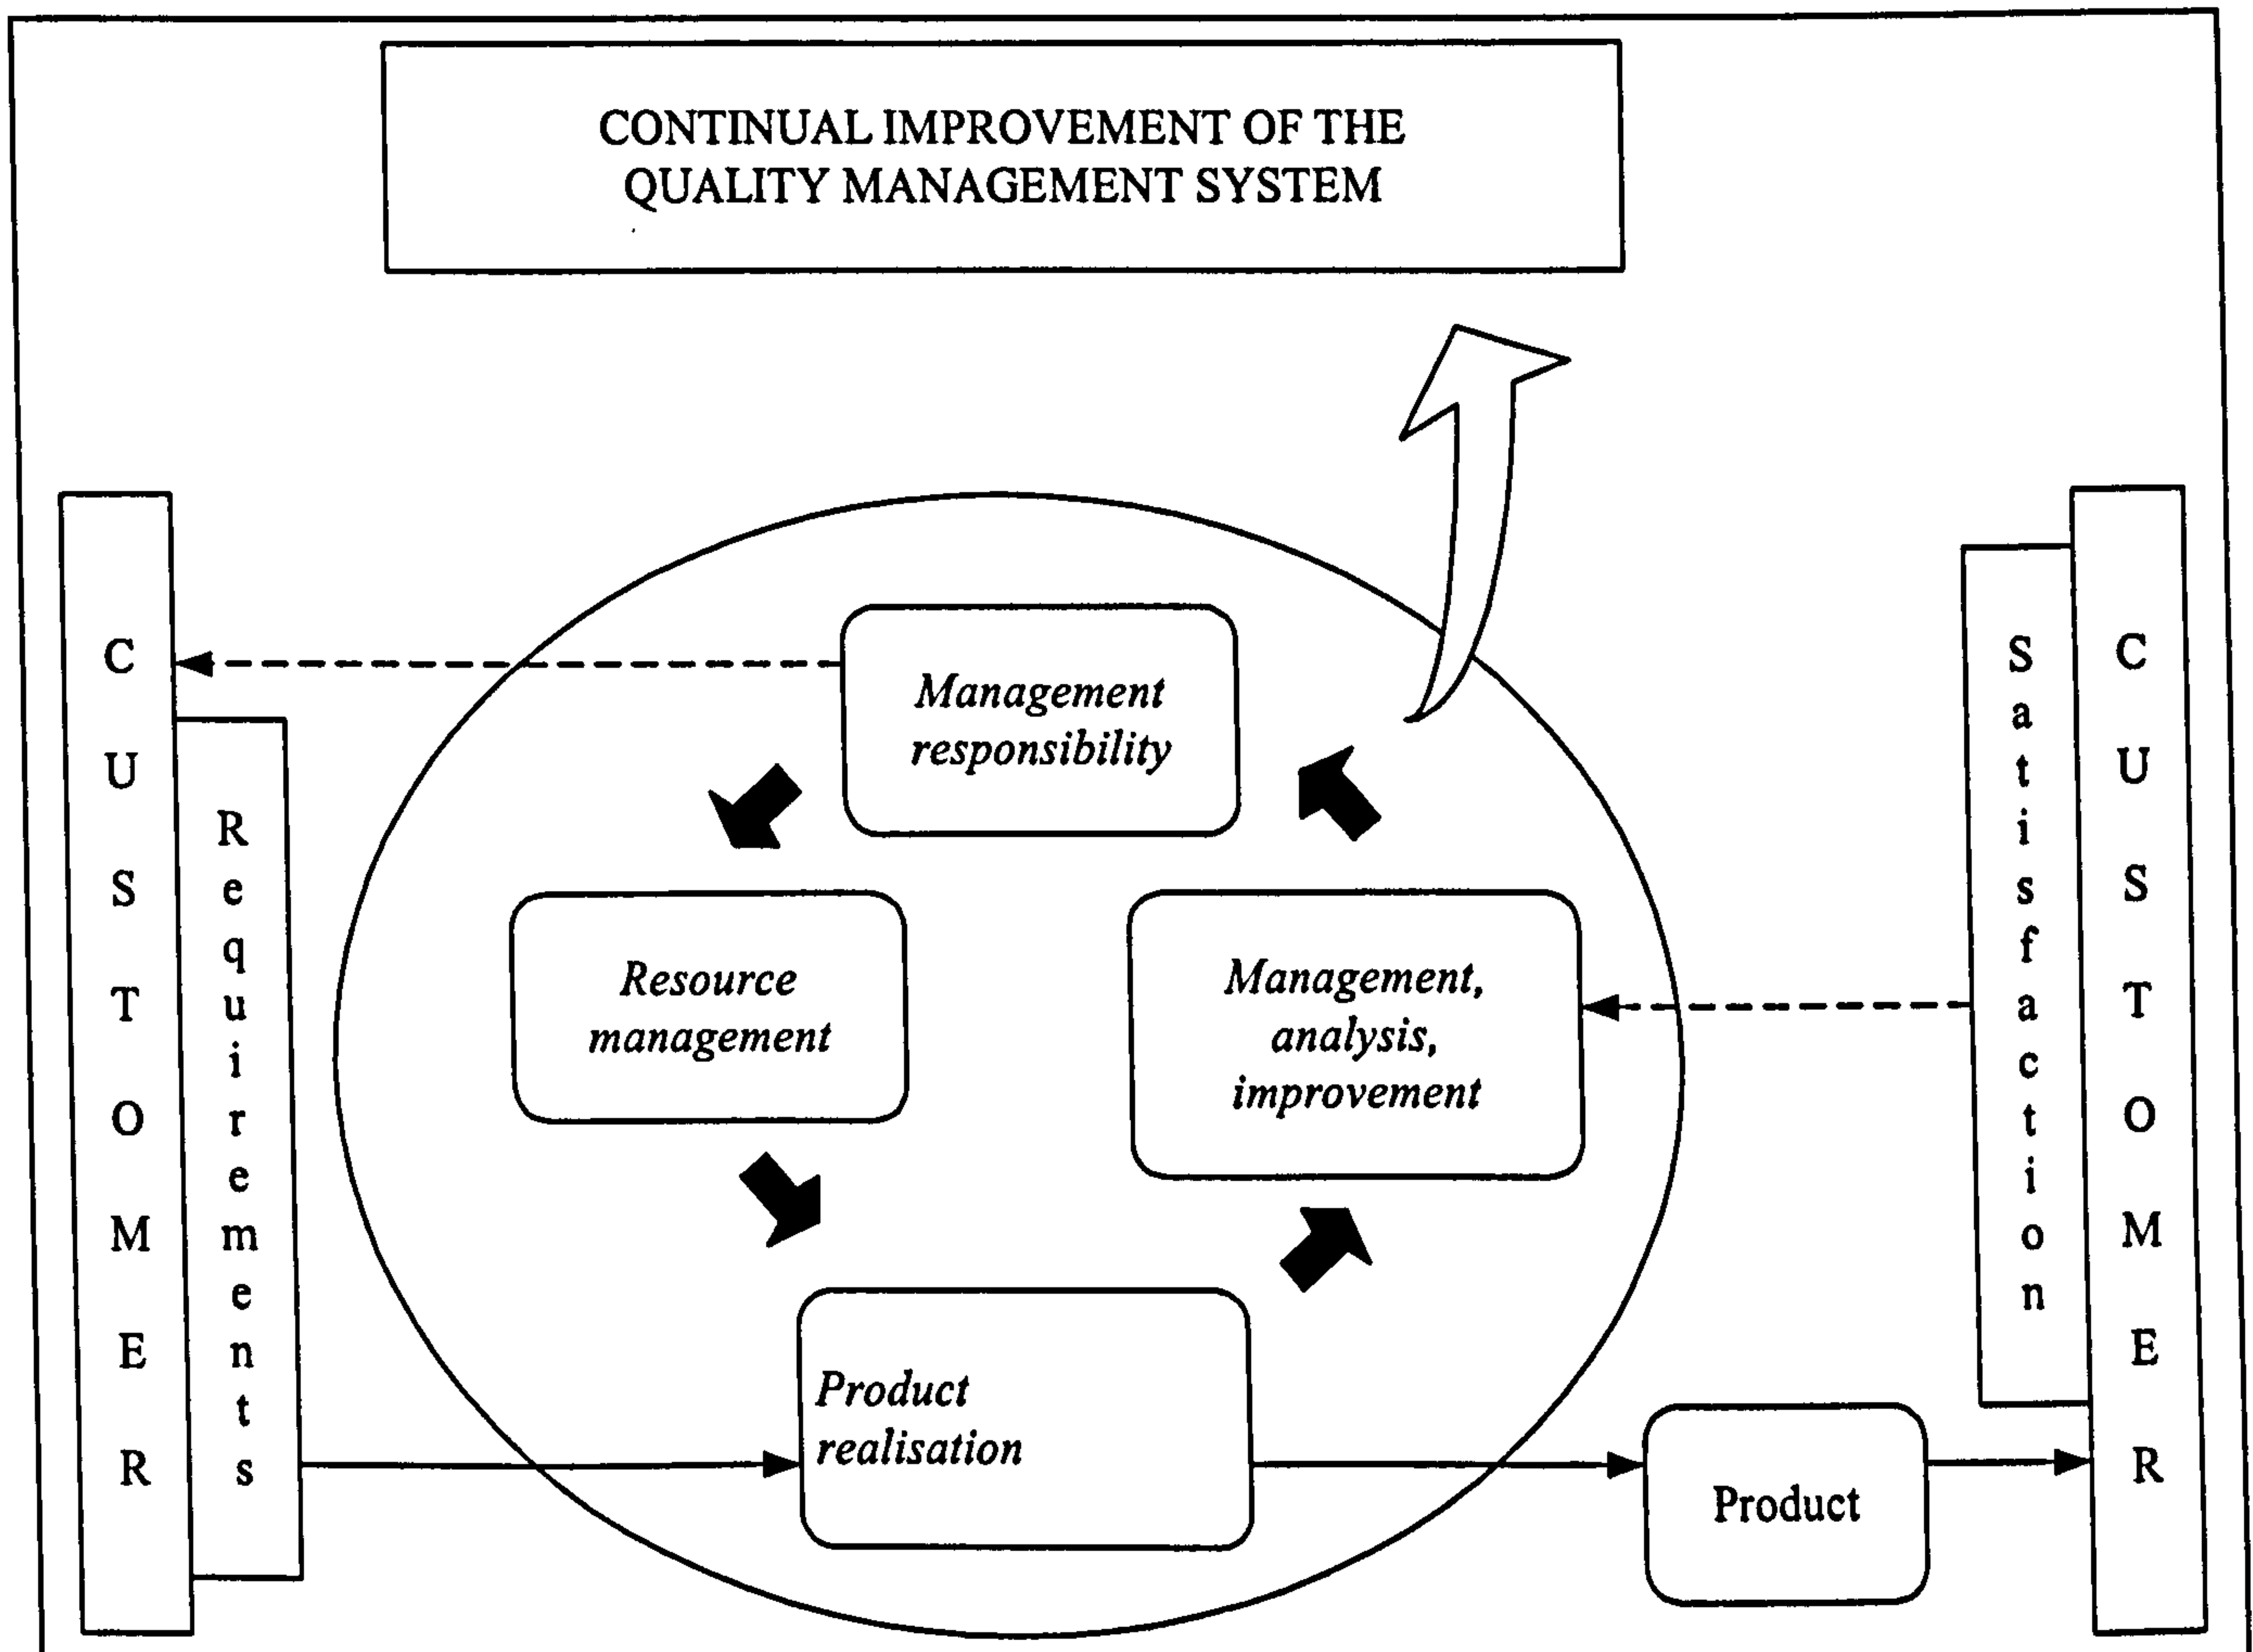 CONTINUAL IMPROVEMENT OF THE
QUALITY MANAGEMENT SYSTEM
CUSTOMER
Requirements
Management
responsibility
Resource
management
Management,
analysis,
improvement
Product
realisation
Product
Satisfaction
CUSTOMER